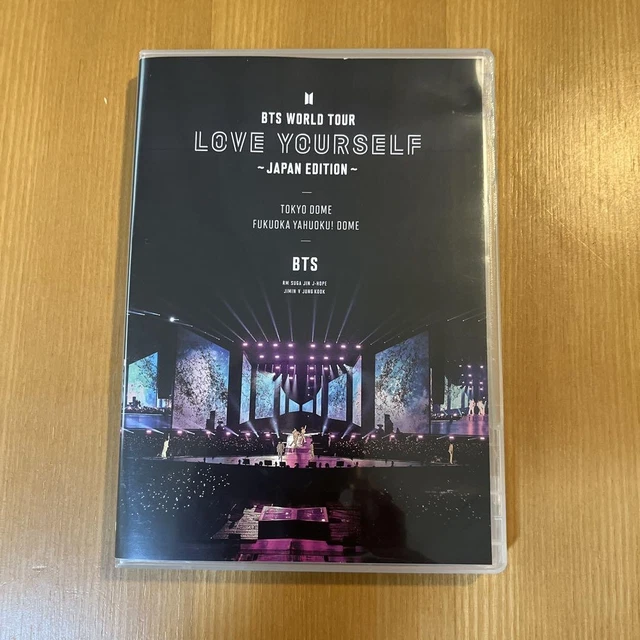 BTS WORLD TOUR
LOVE YOURSELF
~JAPAN EDITION~
TOKYO DOME
FUKUOKA YAHUOKU! DOME
BTS
RM SUGA JIN J-HOPE
JIMIN V JUNG KOOK